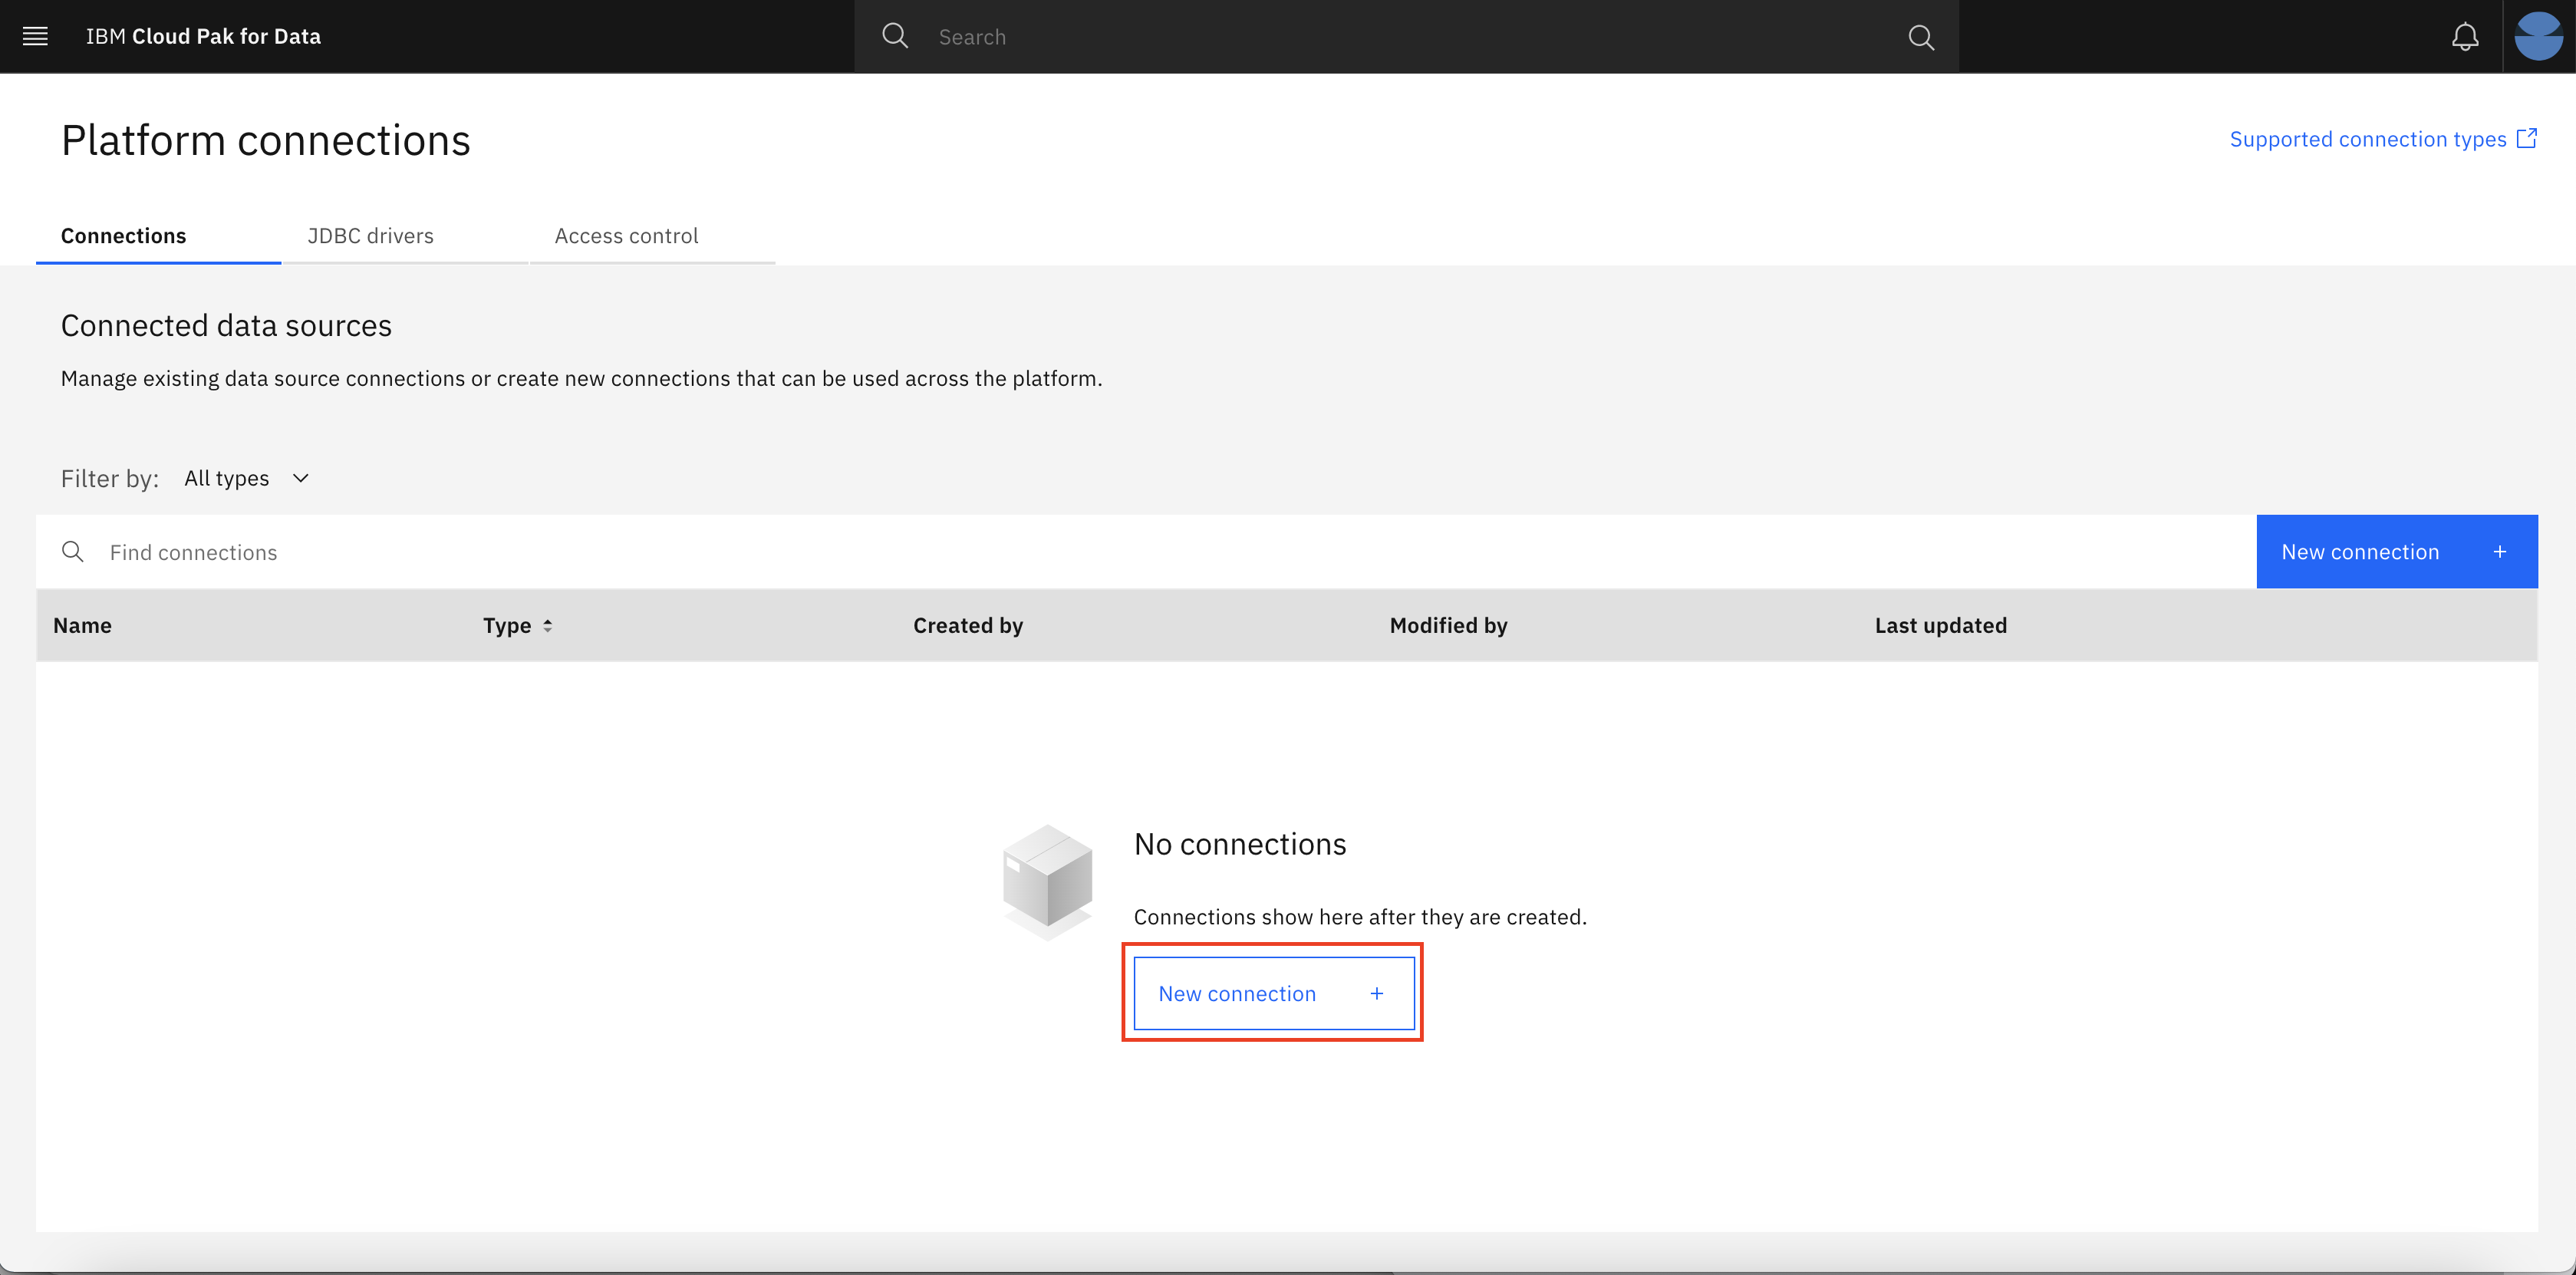 IBM Cloud Pak for Data
Search
Platform connections
Supported connection types
Connections
JDBC drivers
Access control
Connected data sources
Manage existing data source connections or create new connections that can be used across the platform.
Filter by: All types
Find connections
New connection +
Name
Type
Created by
Modified by
Last updated
No connections
Connections show here after they are created.
New connection +